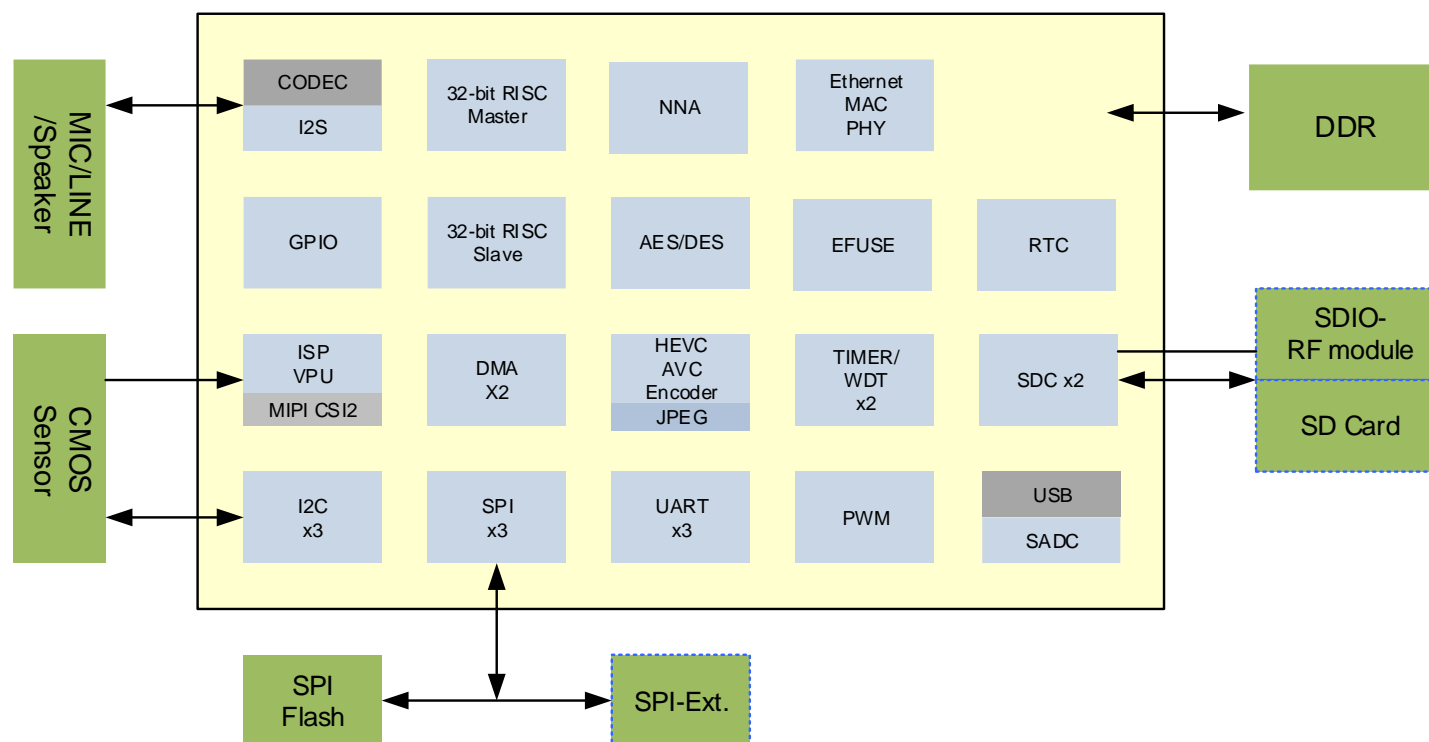 MIC/LINE
/Speaker
CODEC
I2S
32-bit RISC
Master
NNA
Ethernet
MAC
PHY
DDR
GPIO
32-bit RISC
Slave
AES/DES
EFUSE
RTC
CMOS
Sensor
ISP
VPU
MIPI CSI2
DMA
X2
HEVC
AVC
Encoder
JPEG
TIMER/
WDT
x2
SDC x2
SDIO-
RF module
SD Card
I2C
x3
SPI
x3
UART
x3
PWM
USB
SADC
SPI
Flash
SPI-Ext.